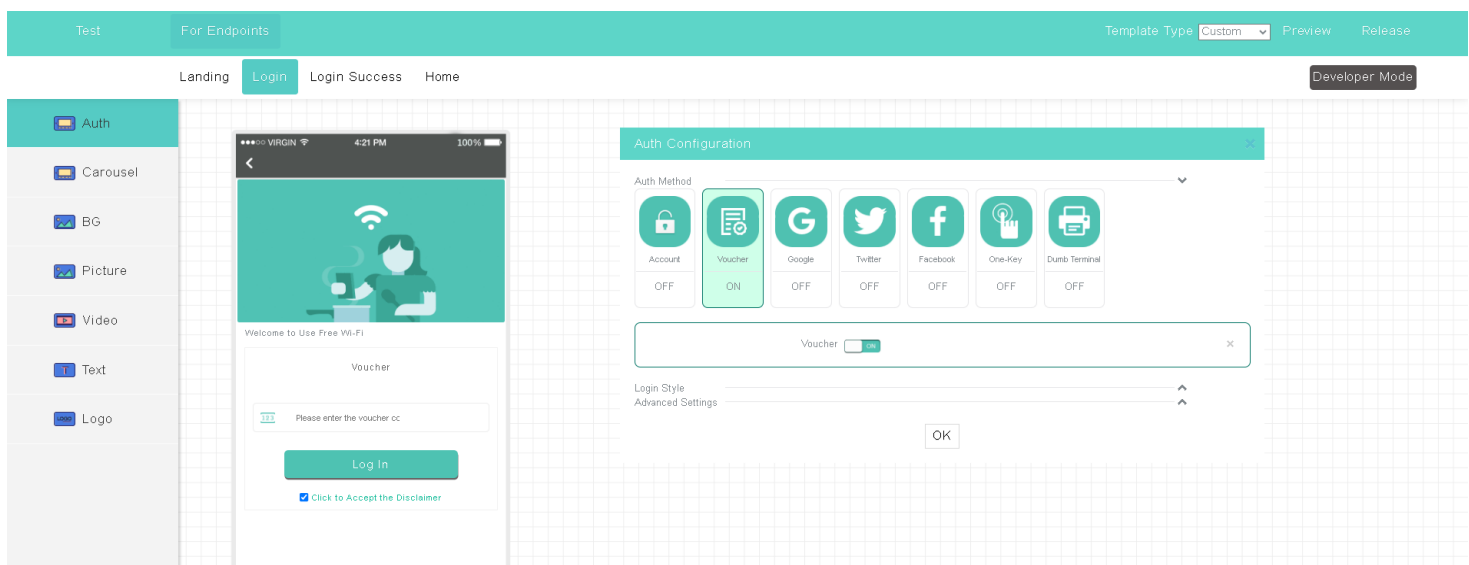 Test For Endpoints Template Type Custom Preview Release
Landing Login Login Success Home Developer Mode
Auth
Carousel
BG
Picture
Video
Text
Logo
●●●○○ VIRGIN 4:21 PM 100%
Welcome to Use Free Wi-Fi
Voucher
Please enter the voucher cc
Log In
Click to Accept the Disclaimer
Auth Configuration ×
Auth Method
Account Voucher Google Twitter Facebook One-Key Dumb Terminal
OFF ON OFF OFF OFF OFF OFF
Voucher ON ×
Login Style
Advanced Settings
OK